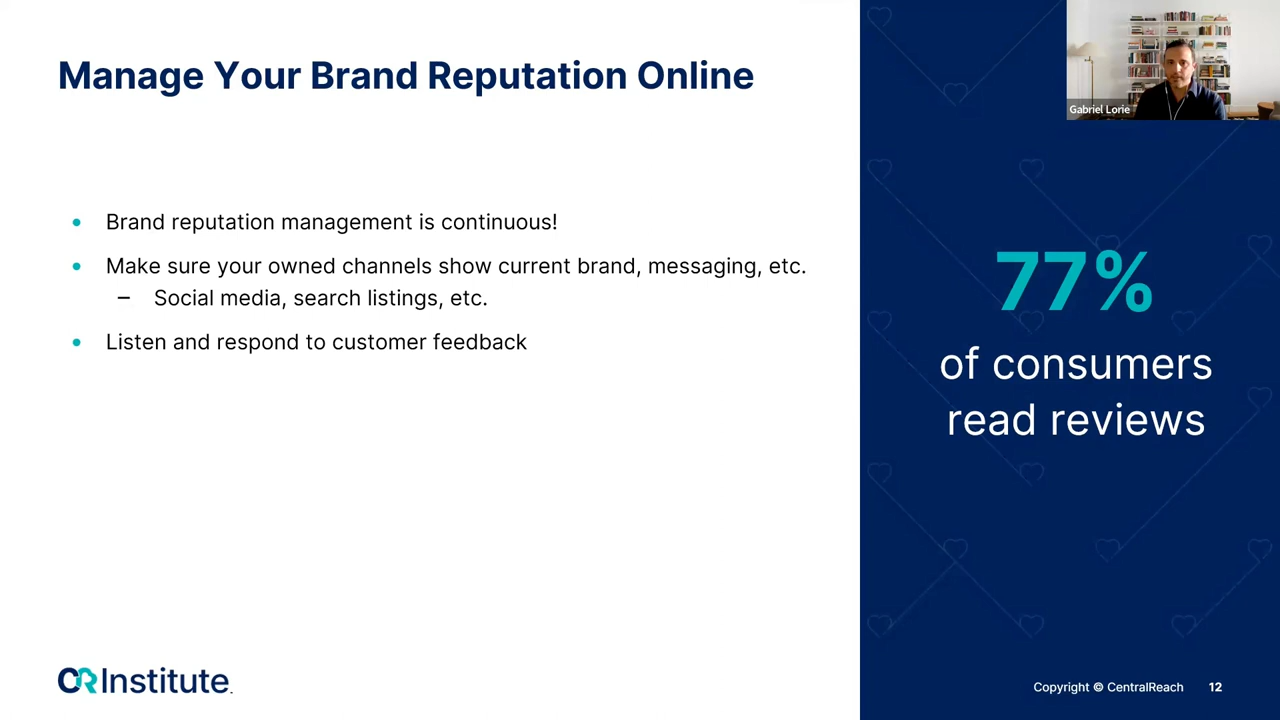 Manage Your Brand Reputation Online
Gabriel Lorie
• Brand reputation management is continuous!
• Make sure your owned channels show current brand, messaging, etc.
– Social media, search listings, etc.
• Listen and respond to customer feedback
77%
of consumers
read reviews
CR Institute.
Copyright © CentralReach 12